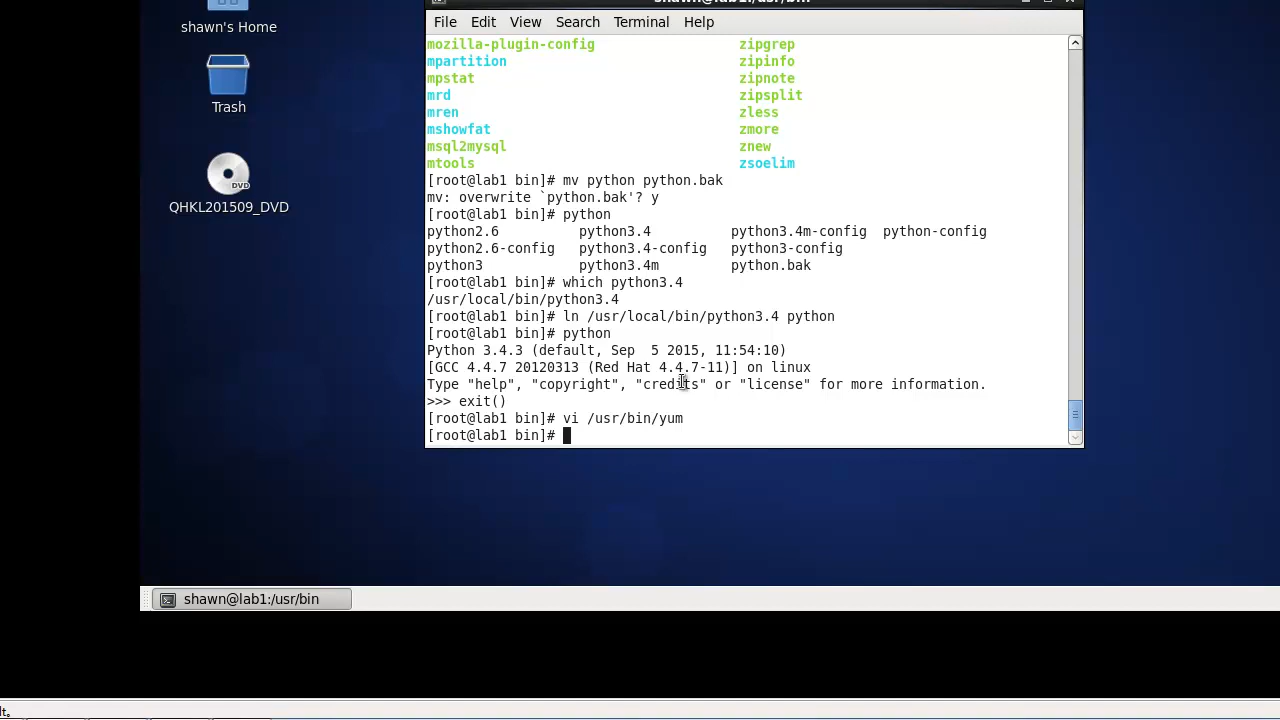 shawn's Home
Trash
QHKL201509_DVD
File Edit View Search Terminal Help
mozilla-plugin-config zipgrep
mpartition zipinfo
mpstat zipnote
mrd zipsplit
mren zless
mshowfat zmore
msql2mysql znew
mtools zsoelim
[root@lab1 bin]# mv python python.bak
mv: overwrite `python.bak'? y
[root@lab1 bin]# python
python2.6 python3.4 python3.4m-config python-config
python2.6-config python3.4-config python3-config
python3 python3.4m python.bak
[root@lab1 bin]# which python3.4
/usr/local/bin/python3.4
[root@lab1 bin]# ln /usr/local/bin/python3.4 python
[root@lab1 bin]# python
Python 3.4.3 (default, Sep  5 2015, 11:54:10)
[GCC 4.4.7 20120313 (Red Hat 4.4.7-11)] on linux
Type "help", "copyright", "credits" or "license" for more information.
>>> exit()
[root@lab1 bin]# vi /usr/bin/yum
[root@lab1 bin]#
shawn@lab1:/usr/bin